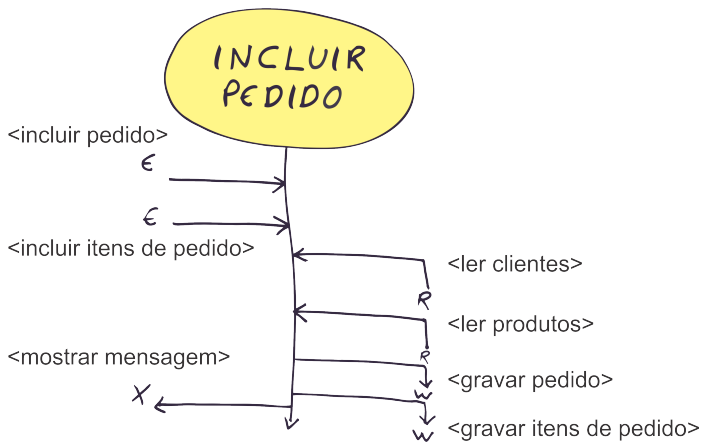 INCLUIR
PEDIDO
<incluir pedido>
E
E
<incluir itens de pedido>
<ler clientes>
R
<ler produtos>
R
<mostrar mensagem>
X
<gravar pedido>
W
<gravar itens de pedido>
W